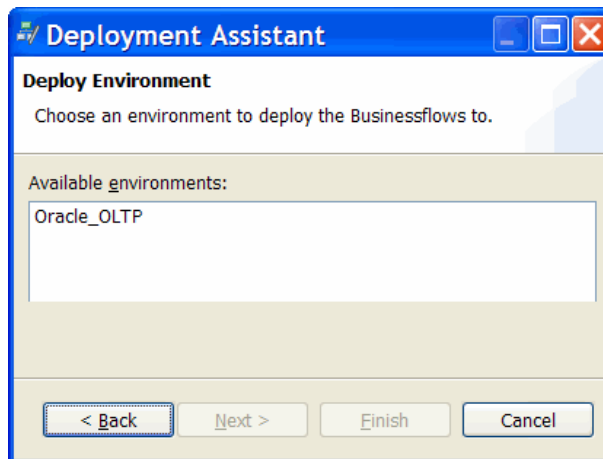 Deployment Assistant
Deploy Environment
Choose an environment to deploy the Businessflows to.
Available environments:
Oracle_OLTP
< Back
Next >
Finish
Cancel